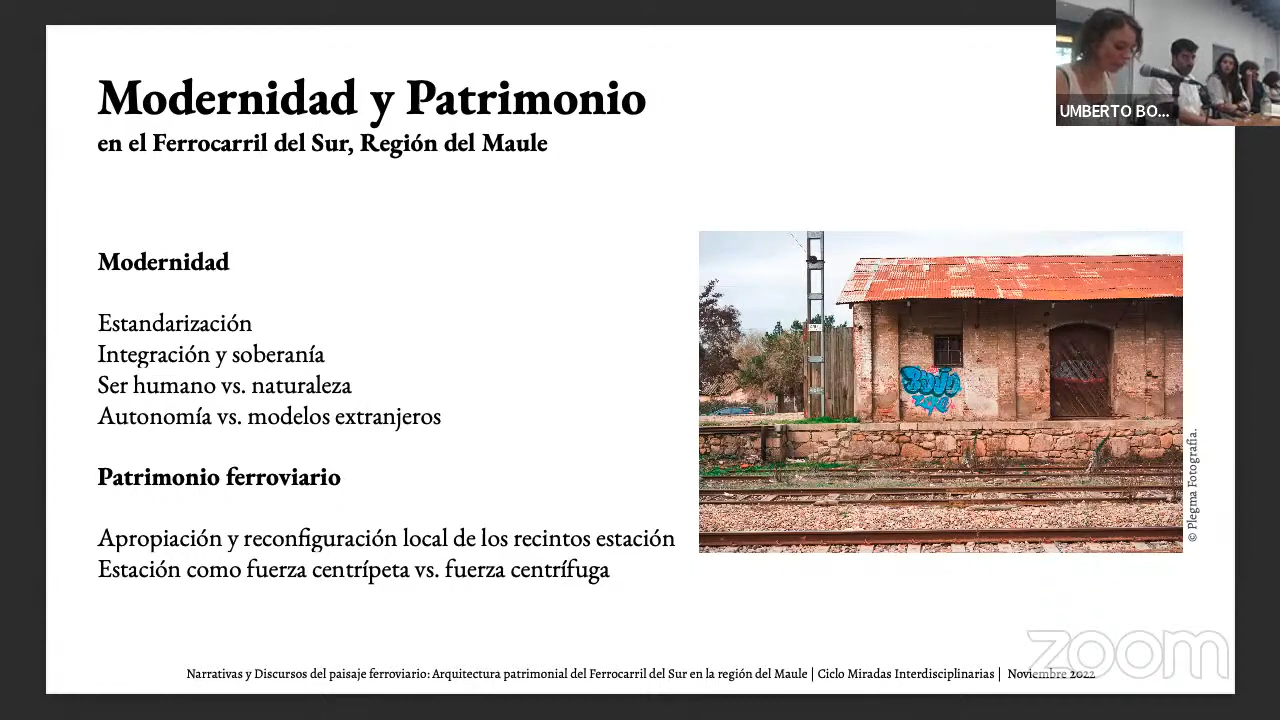 Modernidad y Patrimonio
en el Ferrocarril del Sur, Región del Maule
UMBERTO BO...
Modernidad
Estandarización
Integración y soberanía
Ser humano vs. naturaleza
Autonomía vs. modelos extranjeros
Patrimonio ferroviario
Apropiación y reconfiguración local de los recintos estación
Estación como fuerza centrípeta vs. fuerza centrífuga
© Plegma Fotografía.
zoom
Narrativas y Discursos del paisaje ferroviario: Arquitectura patrimonial del Ferrocarril del Sur en la región del Maule | Ciclo Miradas Interdisciplinarias | Noviembre 2022